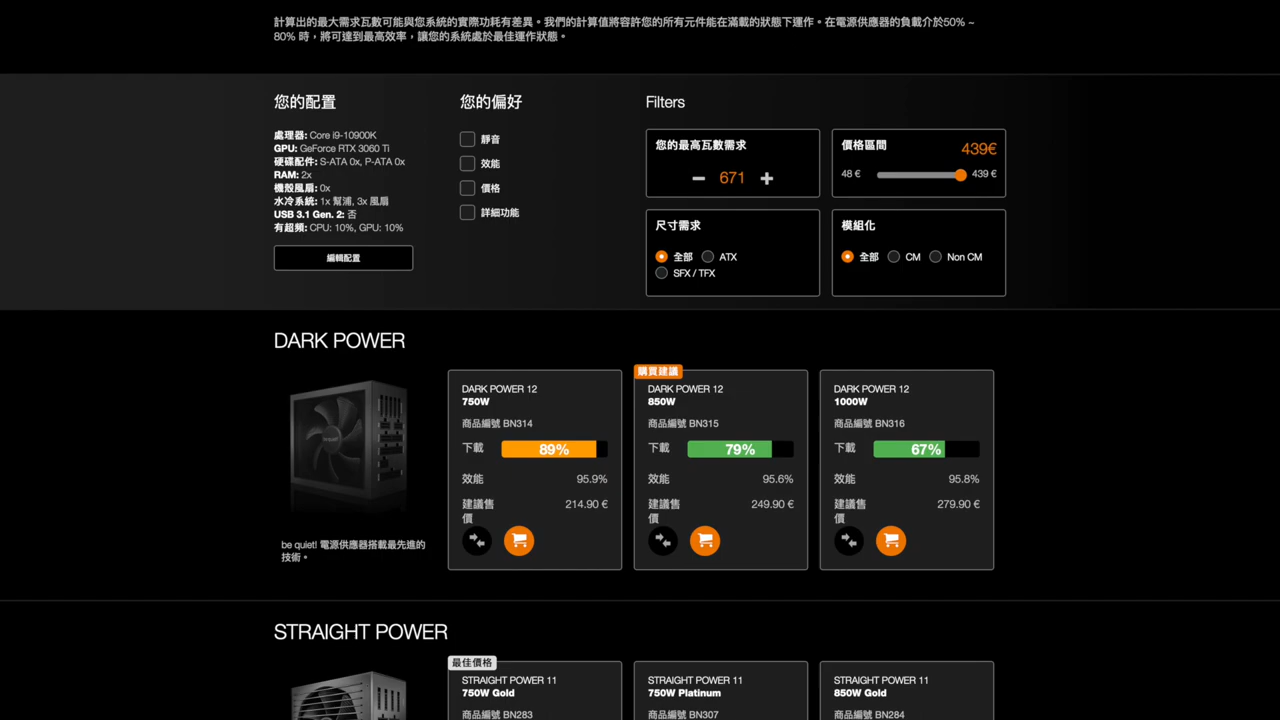 計算出的最大需求瓦數可能與您系統的實際功耗有差異。我們的計算值將容許您的所有元件能在滿載的狀態下運作。在電源供應器的負載介於50% ~
80% 時，將可達到最高效率，讓您的系統處於最佳運作狀態。
您的配置
處理器: Core i9-10900K
GPU: GeForce RTX 3060 Ti
硬碟配件: S-ATA 0x, P-ATA 0x
RAM: 2x
機殼風扇: 0x
水冷系統: 1x 幫浦, 3x 風扇
USB 3.1 Gen. 2: 否
有超頻: CPU: 10%, GPU: 10%
編輯配置
您的偏好
靜音
效能
價格
詳細功能
Filters
您的最高瓦數需求
671
價格區間
439€
48 €
439 €
尺寸需求
全部
ATX
SFX / TFX
模組化
全部
CM
Non CM
DARK POWER
be quiet! 電源供應器搭載最先進的
技術。
DARK POWER 12
750W
商品編號 BN314
下載
89%
效能
95.9%
建議售
價
214.90 €
購買建議
DARK POWER 12
850W
商品編號 BN315
下載
79%
效能
95.6%
建議售
價
249.90 €
DARK POWER 12
1000W
商品編號 BN316
下載
67%
效能
95.8%
建議售
價
279.90 €
STRAIGHT POWER
最佳價格
STRAIGHT POWER 11
750W Gold
商品編號 BN283
STRAIGHT POWER 11
750W Platinum
商品編號 BN307
STRAIGHT POWER 11
850W Gold
商品編號 BN284